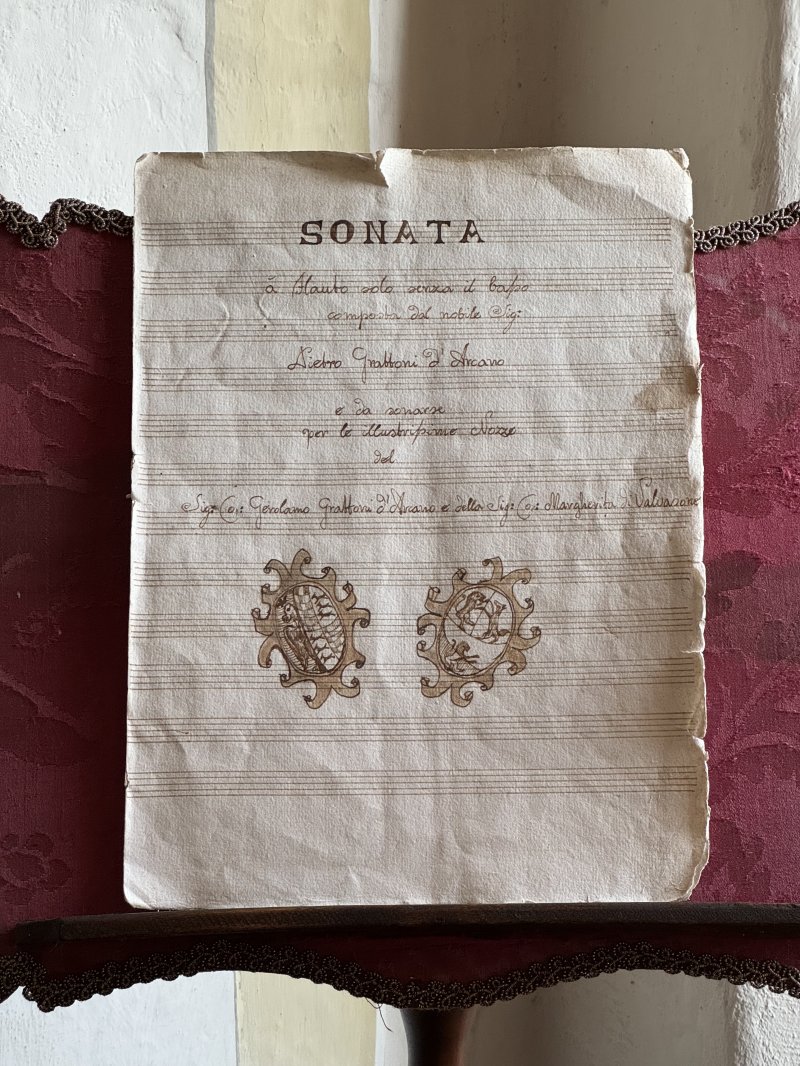 SONATA
à Flauto solo senza il baſso
composta dal nobile Sig:
Pietro Grattoni d'Arcano
e da sonarse
per le illustriſsime Nozze
del
Sig: Co: Gerolamo Grattoni d'Arcano e della Sig: Co: Margherita di Valvasone